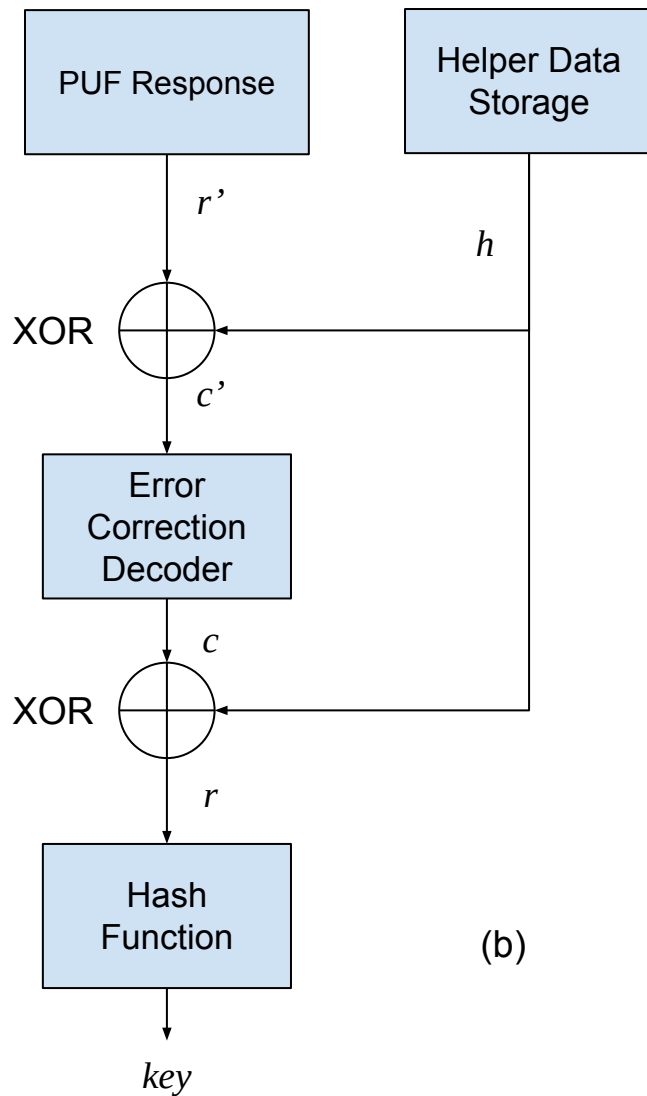 PUF Response
Helper Data
Storage
r’
h
XOR
c’
Error
Correction
Decoder
c
XOR
r
Hash
Function
(b)
key